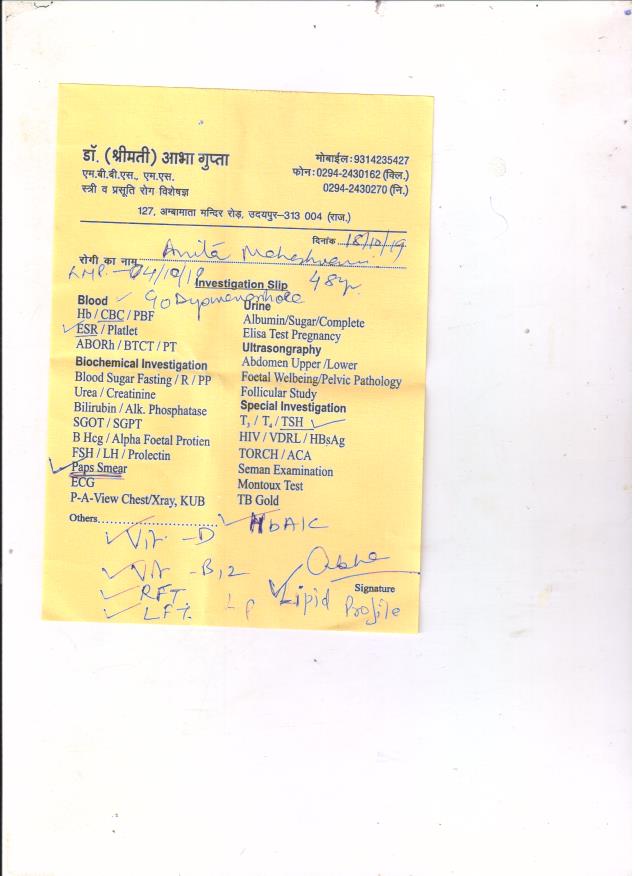 डॉ. (श्रीमती) आभा गुप्ता
एम.बी.बी.एस., एम.एस.
स्त्री व प्रसूति रोग विशेषज्ञ
मोबाईल : 9314235427
फोन : 0294-2430162 (क्लि.)
0294-2430270 (नि.)
127, अम्बामाता मन्दिर रोड़, उदयपुर-313 004 (राज.)
दिनांक 18/10/19
रोगी का नाम Anita Maheshwari
LMP. - 04/10/19 Investigation Slip 48yr.
Blood
Hb / CBC / PBF
ESR / Platlet
ABORh / BTCT / PT
Biochemical Investigation
Blood Sugar Fasting / R / PP
Urea / Creatinine
Bilirubin / Alk. Phosphatase
SGOT / SGPT
B Hcg / Alpha Foetal Protien
FSH / LH / Prolectin
Paps Smear
ECG
P-A-View Chest/Xray, KUB
Urine
Albumin/Sugar/Complete
Elisa Test Pregnancy
Ultrasongraphy
Abdomen Upper /Lower
Foetal Welbeing/Pelvic Pathology
Follicular Study
Special Investigation
T₃ / T₄ / TSH
HIV / VDRL / HBsAg
TORCH / ACA
Seman Examination
Montoux Test
TB Gold
Others........................... HbA1C
Vit. - D
Vit - B12
RFT.
LFT. LP
Signature
Lipid Profile